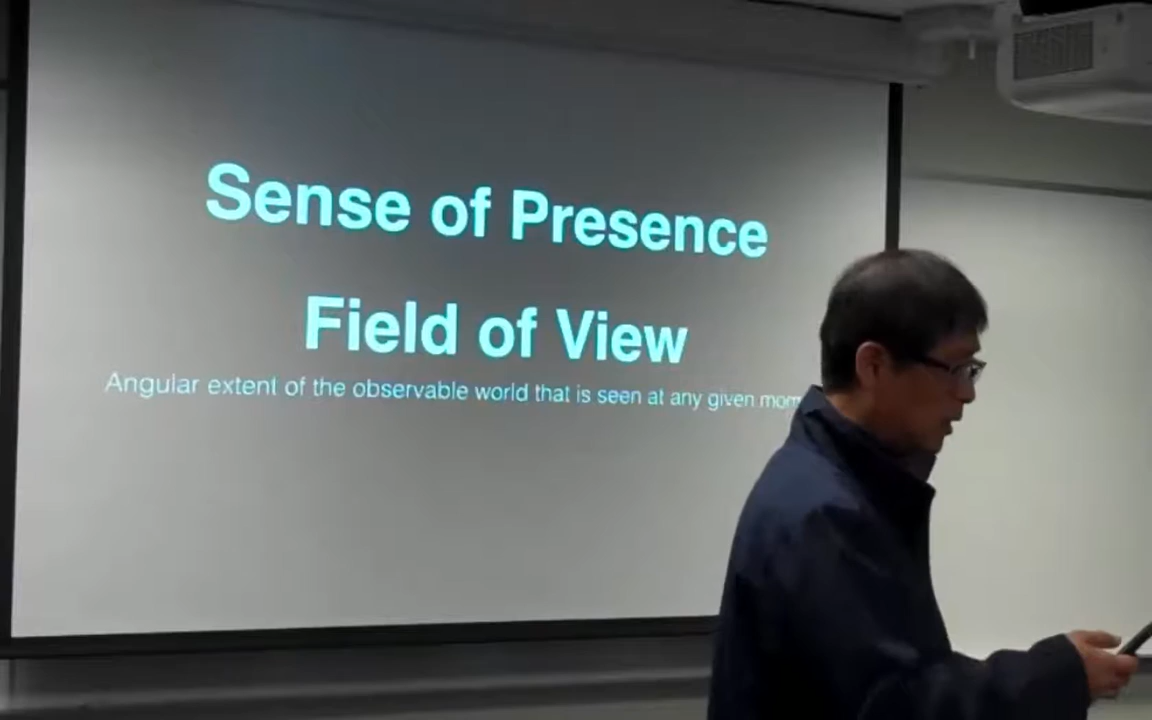 Sense of Presence
Field of View
Angular extent of the observable world that is seen at any given